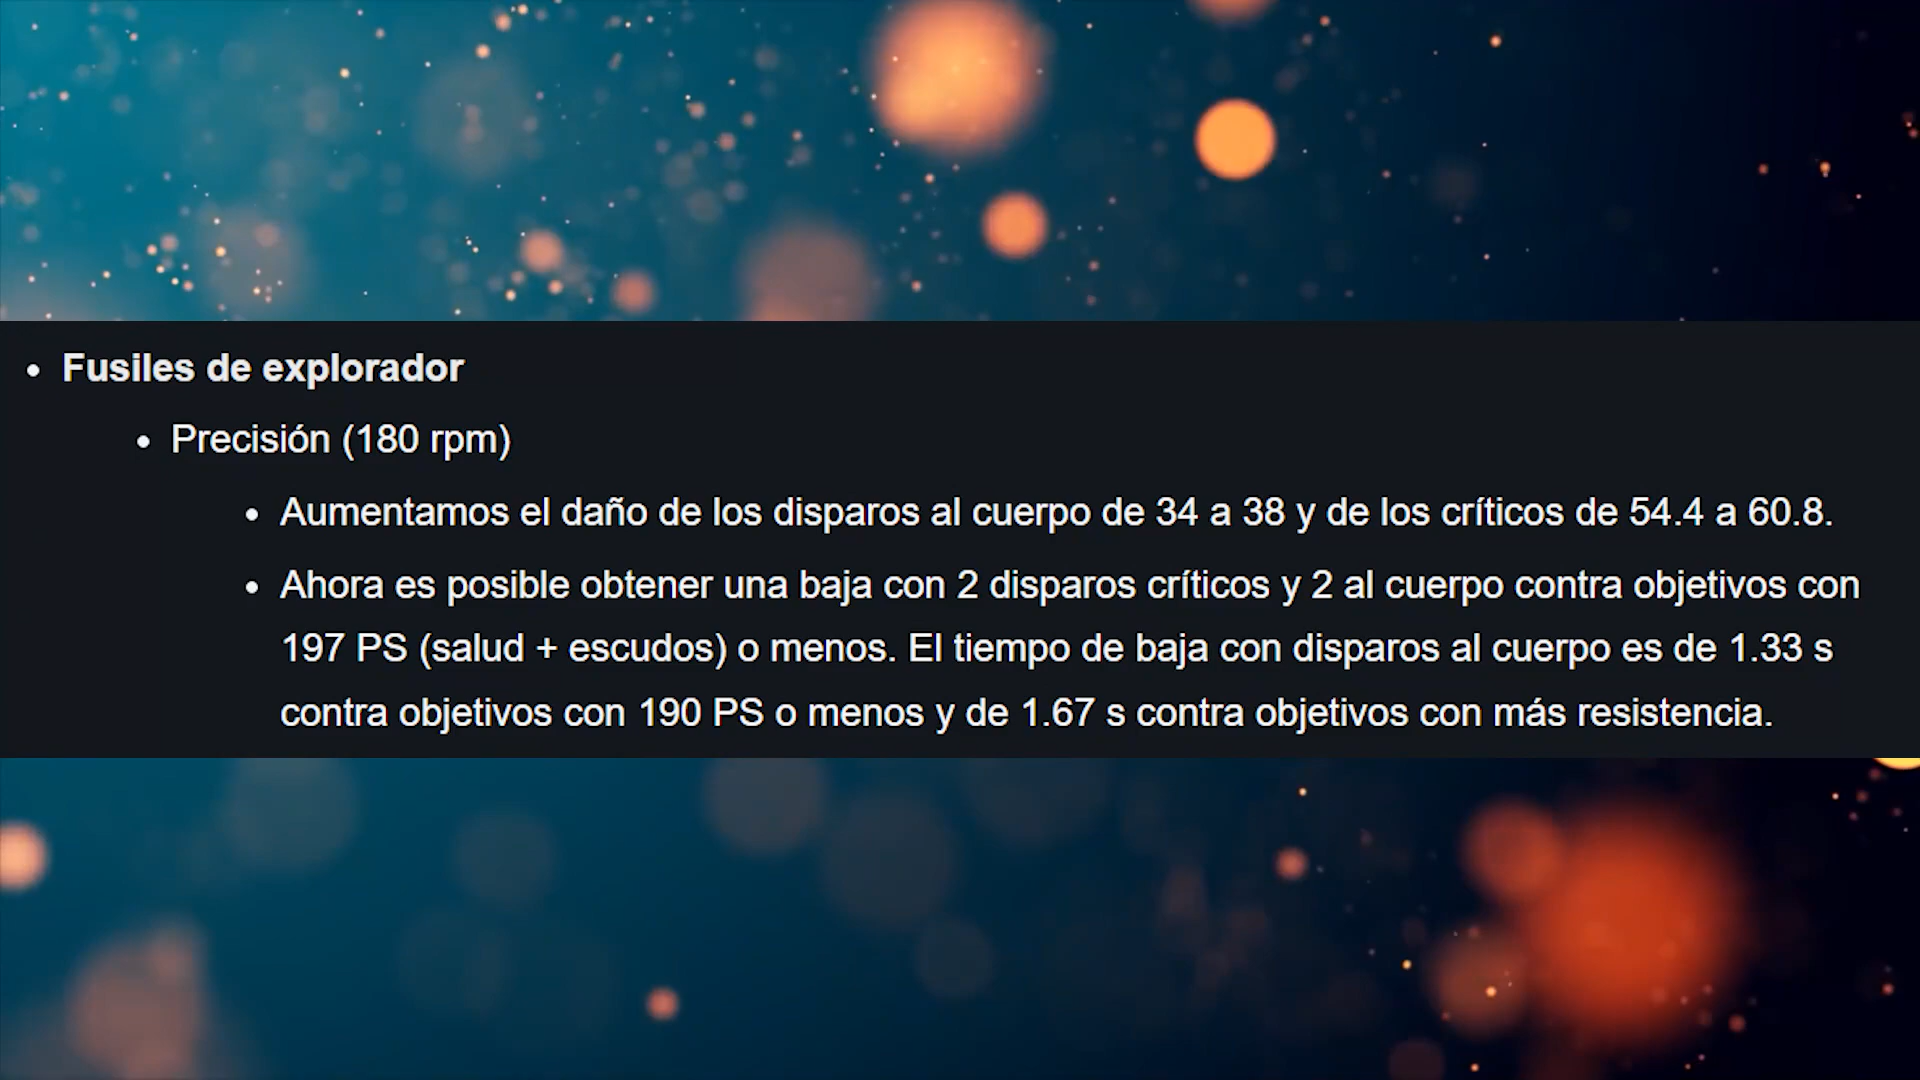 Fusiles de explorador
Precisión (180 rpm)
Aumentamos el daño de los disparos al cuerpo de 34 a 38 y de los críticos de 54.4 a 60.8.
Ahora es posible obtener una baja con 2 disparos críticos y 2 al cuerpo contra objetivos con
197 PS (salud + escudos) o menos. El tiempo de baja con disparos al cuerpo es de 1.33 s
contra objetivos con 190 PS o menos y de 1.67 s contra objetivos con más resistencia.